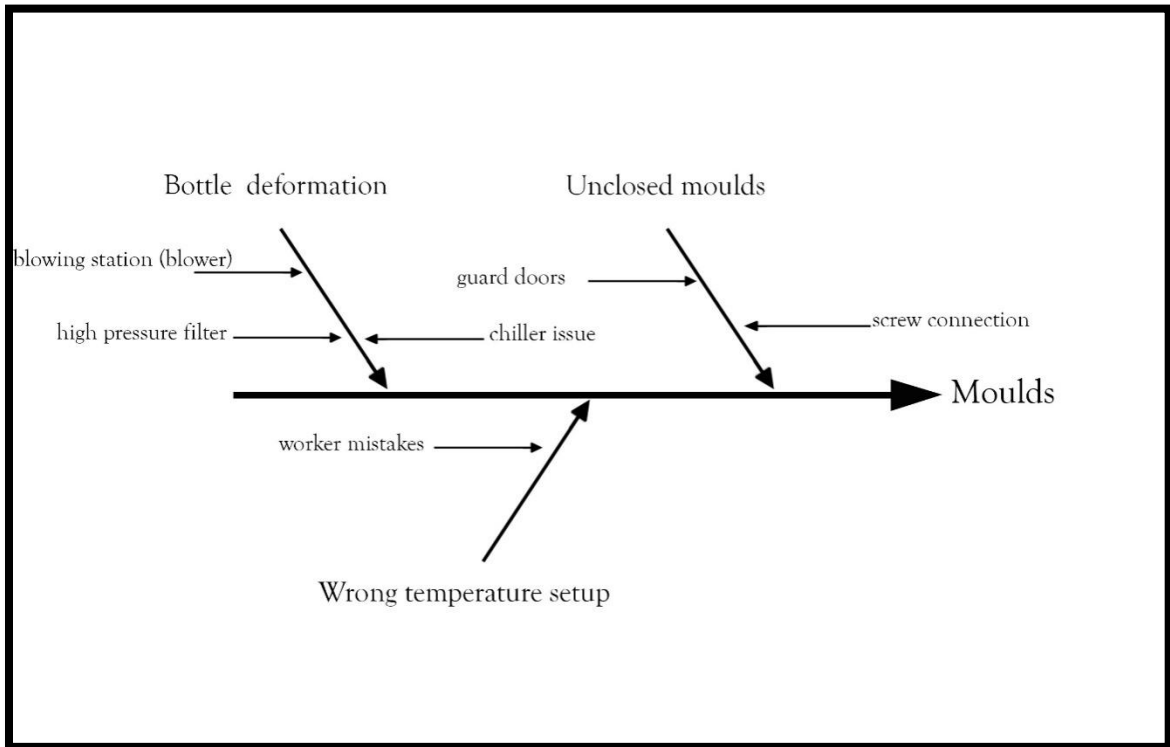 Bottle deformation
Unclosed moulds
blowing station (blower)
guard doors
high pressure filter
chiller issue
screw connection
Moulds
worker mistakes
Wrong temperature setup